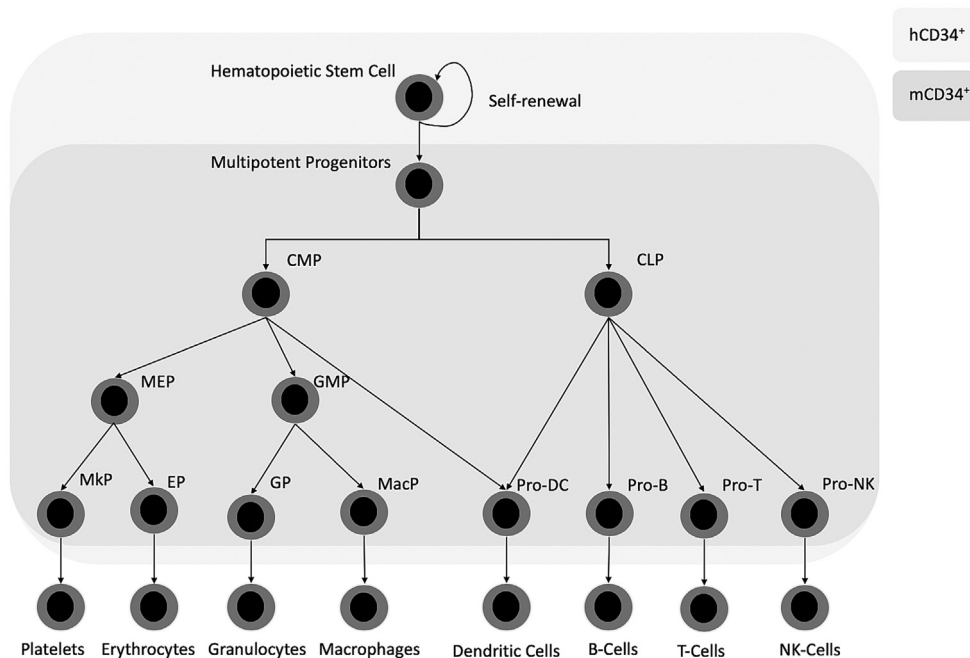 hCD34⁺
Hematopoietic Stem Cell
mCD34⁺
Self-renewal
Multipotent Progenitors
CMP
CLP
MEP
GMP
MkP
EP
GP
MacP
Pro-DC
Pro-B
Pro-T
Pro-NK
Platelets
Erythrocytes
Granulocytes
Macrophages
Dendritic Cells
B-Cells
T-Cells
NK-Cells